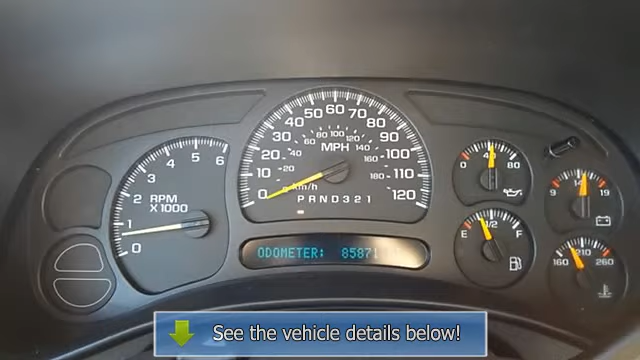 0 1 2 3 4 5 6
RPM
X1000
0 10 20 30 40 50 60 70 80 90 100 110 120
20 40 60 80 100 120 140 160 180
MPH
km/h
PRND321
ODOMETER: 85871
0 40 80
E 1/2 F
9 14 19
160 210 260
See the vehicle details below!